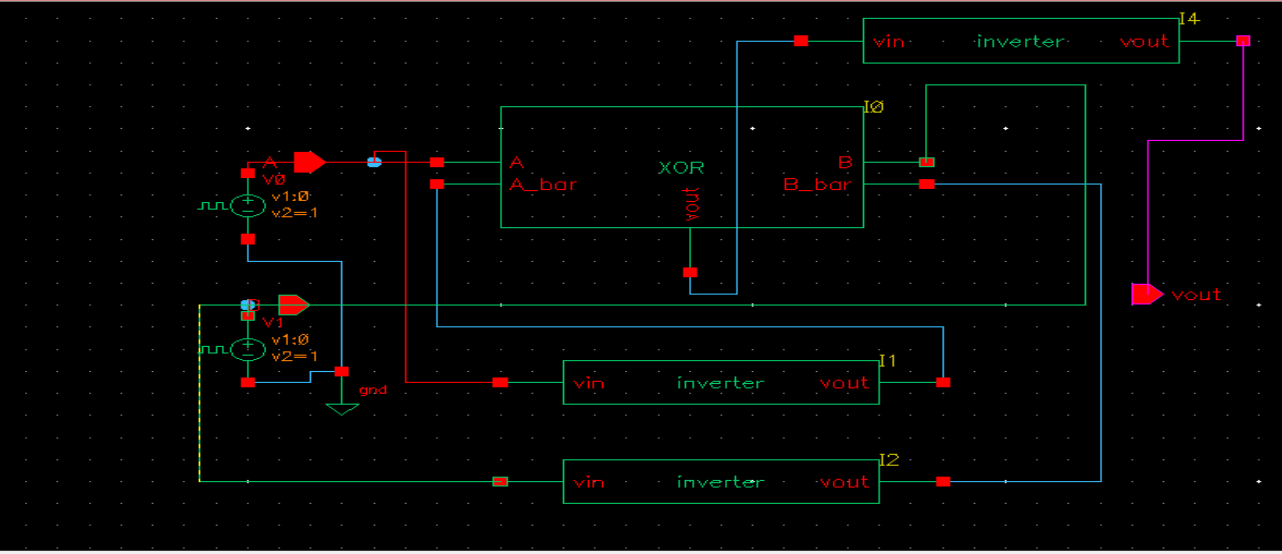 I4
vin inverter vout
I0
A XOR B
A_bar B_bar
vout
A
V0
v1:0
v2=1
vout
V1
v1:0
v2=1
gnd
I1
vin inverter vout
I2
vin inverter vout